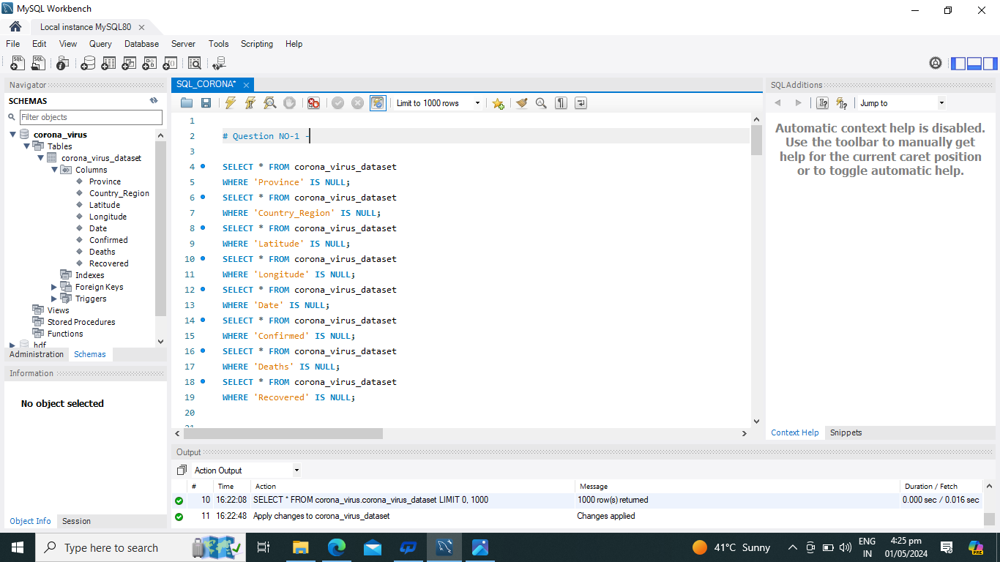 MySQL Workbench
Local instance MySQL80
File Edit View Query Database Server Tools Scripting Help
Navigator
SCHEMAS
Filter objects
corona_virus
Tables
corona_virus_dataset
Columns
Province
Country_Region
Latitude
Longitude
Date
Confirmed
Deaths
Recovered
Indexes
Foreign Keys
Triggers
Views
Stored Procedures
Functions
hdf
Administration Schemas
Information
No object selected
Object Info Session
SQL_CORONA*
Limit to 1000 rows
1
2 # Question NO-1 -
3
4 SELECT * FROM corona_virus_dataset
5 WHERE 'Province' IS NULL;
6 SELECT * FROM corona_virus_dataset
7 WHERE 'Country_Region' IS NULL;
8 SELECT * FROM corona_virus_dataset
9 WHERE 'Latitude' IS NULL;
10 SELECT * FROM corona_virus_dataset
11 WHERE 'Longitude' IS NULL;
12 SELECT * FROM corona_virus_dataset
13 WHERE 'Date' IS NULL;
14 SELECT * FROM corona_virus_dataset
15 WHERE 'Confirmed' IS NULL;
16 SELECT * FROM corona_virus_dataset
17 WHERE 'Deaths' IS NULL;
18 SELECT * FROM corona_virus_dataset
19 WHERE 'Recovered' IS NULL;
20
SQLAdditions
Jump to
Automatic context help is disabled.
Use the toolbar to manually get
help for the current caret position
or to toggle automatic help.
Context Help Snippets
Output
Action Output
# Time Action Message Duration / Fetch
10 16:22:08 SELECT * FROM corona_virus.corona_virus_dataset LIMIT 0, 1000 1000 row(s) returned 0.000 sec / 0.016 sec
11 16:22:48 Apply changes to corona_virus_dataset Changes applied
Type here to search
41°C Sunny
ENG
IN
4:25 pm
01/05/2024